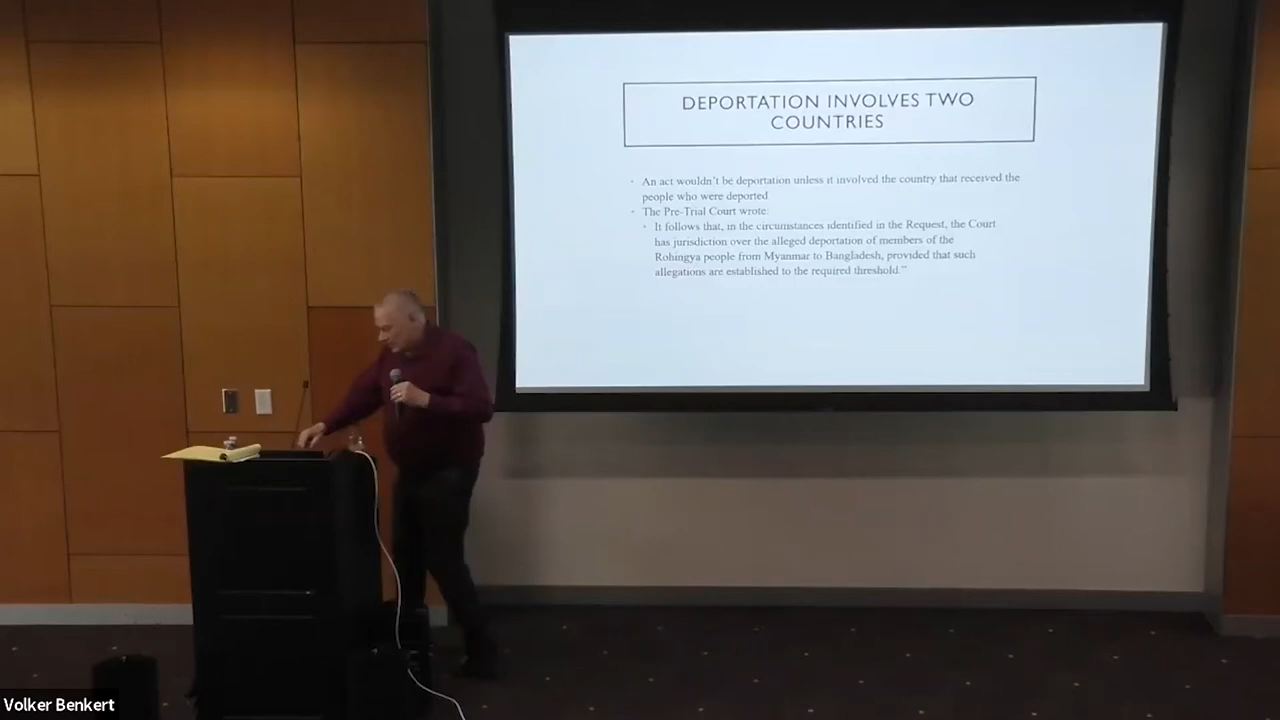 DEPORTATION INVOLVES TWO
COUNTRIES
• An act wouldn't be deportation unless it involved the country that received the
people who were deported
• The Pre-Trial Court wrote:
• It follows that, in the circumstances identified in the Request, the Court
has jurisdiction over the alleged deportation of members of the
Rohingya people from Myanmar to Bangladesh, provided that such
allegations are established to the required threshold."
Volker Benkert